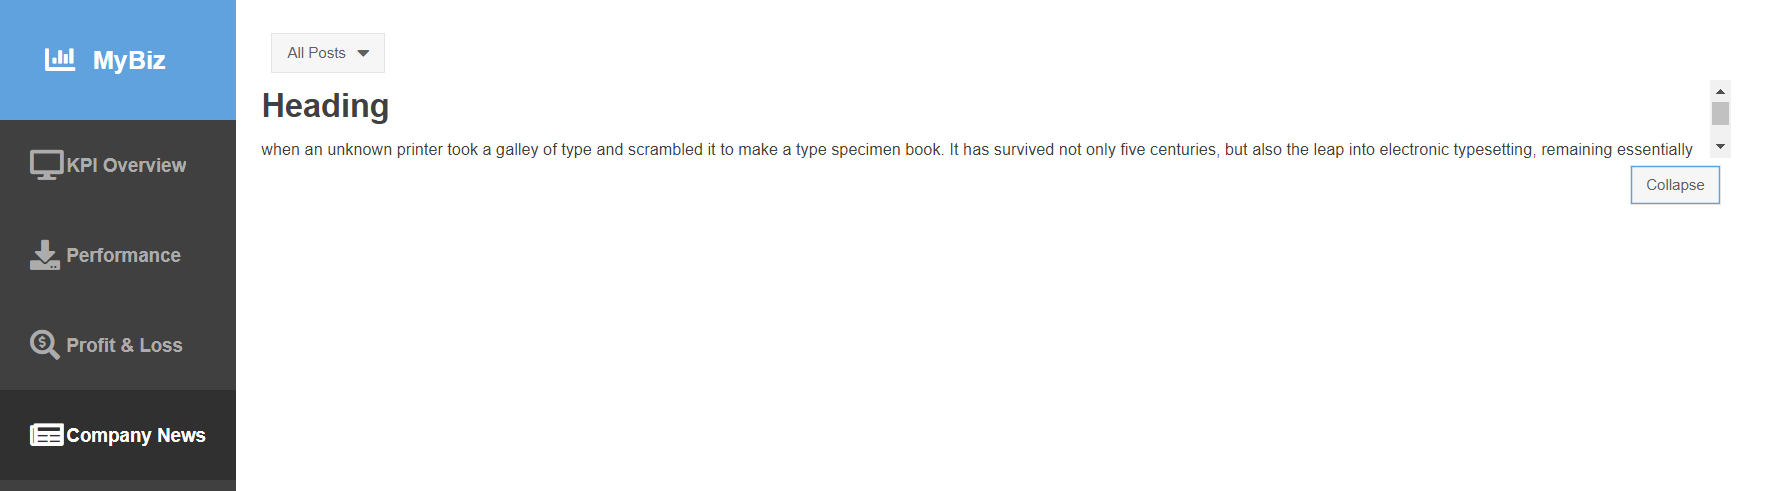 MyBiz
All Posts
Heading
when an unknown printer took a galley of type and scrambled it to make a type specimen book. It has survived not only five centuries, but also the leap into electronic typesetting, remaining essentially
Collapse
KPI Overview
Performance
Profit & Loss
Company News